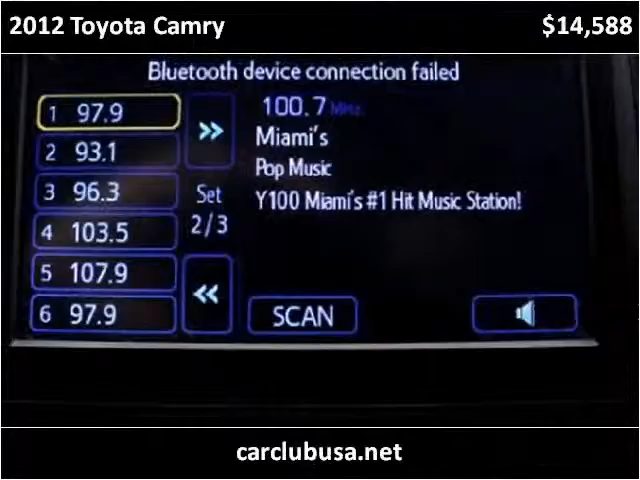 2012 Toyota Camry $14,588
Bluetooth device connection failed
1 97.9
2 93.1
3 96.3
4 103.5
5 107.9
6 97.9
>>
Set
2/3
<<
100.7 MHz
Miami's
Pop Music
Y100 Miami's #1 Hit Music Station!
SCAN
carclubusa.net